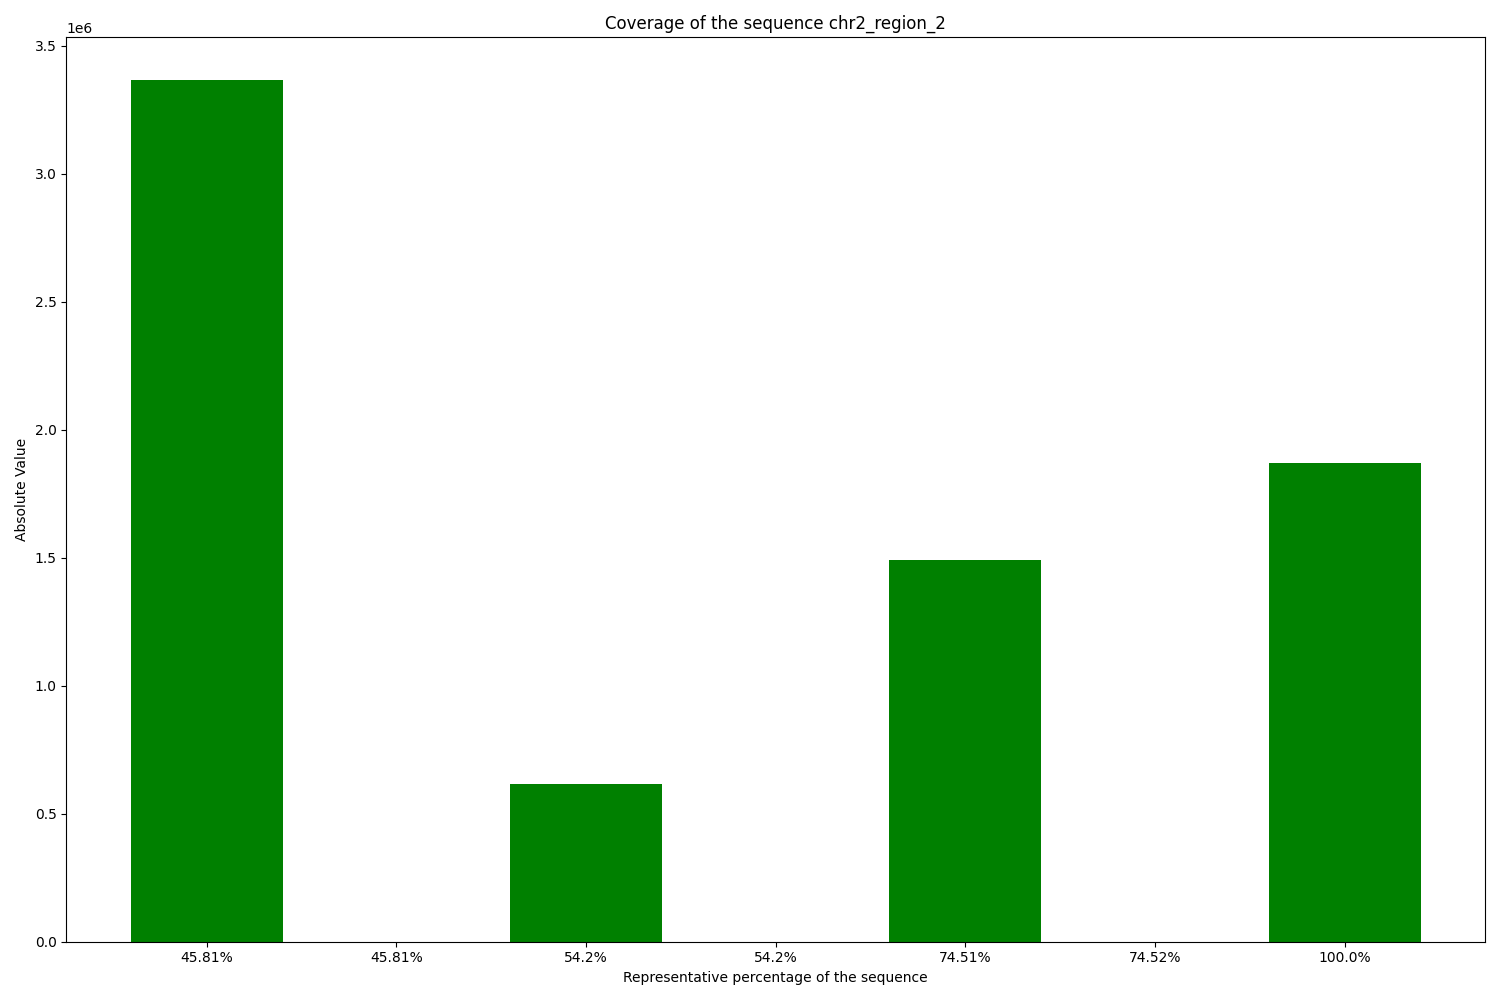 Coverage of the sequence chr2_region_2
1e6
3.5
3.0
2.5
2.0
1.5
1.0
0.5
0.0
Absolute Value
45.81% 45.81% 54.2% 54.2% 74.51% 74.52% 100.0%
Representative percentage of the sequence